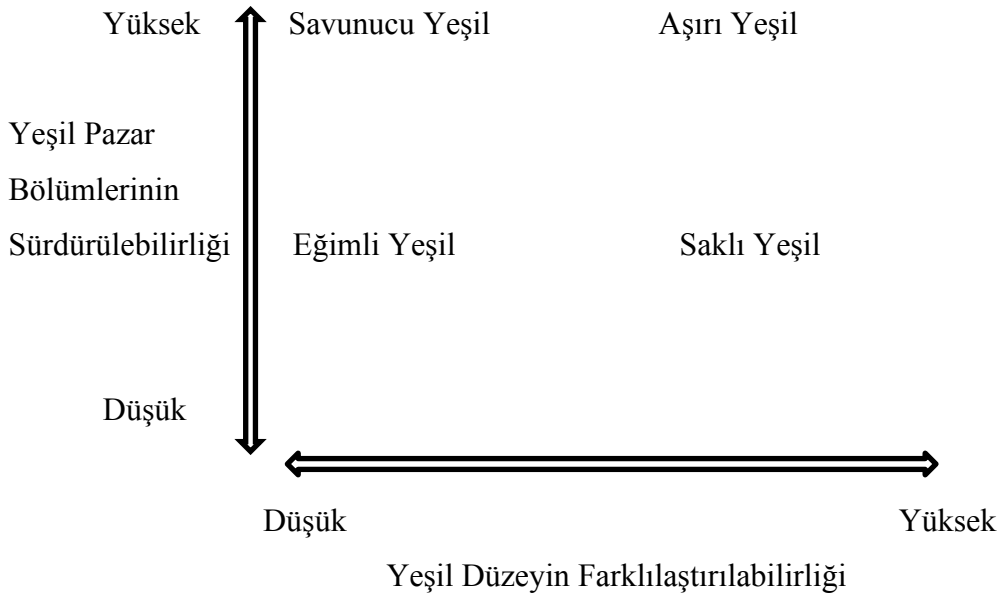 Yüksek Savunucu Yeşil Aşırı Yeşil
Yeşil Pazar
Bölümlerinin
Sürdürülebilirliği Eğimli Yeşil Saklı Yeşil
Düşük
Düşük Yüksek
Yeşil Düzeyin Farklılaştırılabilirliği